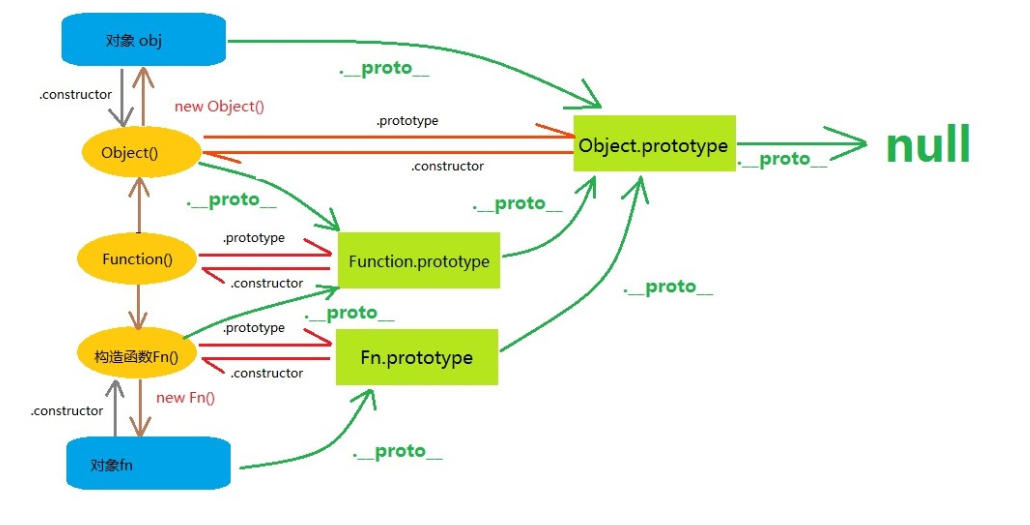 对象 obj
.__proto__
.constructor
new Object()
.prototype
Object()
Object.prototype
.constructor
.__proto__
null
.__proto__
.__proto__
.prototype
Function()
Function.prototype
.constructor
.__proto__
.__proto__
.prototype
构造函数Fn()
Fn.prototype
.constructor
new Fn()
.constructor
.__proto__
对象fn